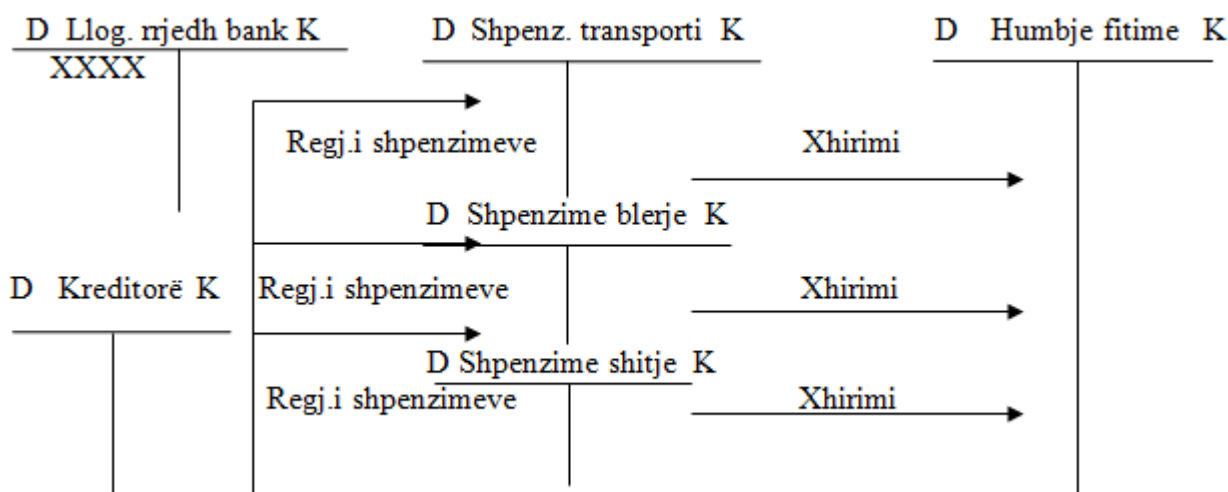 D Llog. rrjedh bank K
XXXX
D Shpenz. transporti K
D Humbje fitime K
Regj.i shpenzimeve
Xhirimi
D Shpenzime blerje K
D Kreditorë K
Regj.i shpenzimeve
Xhirimi
D Shpenzime shitje K
Regj.i shpenzimeve
Xhirimi